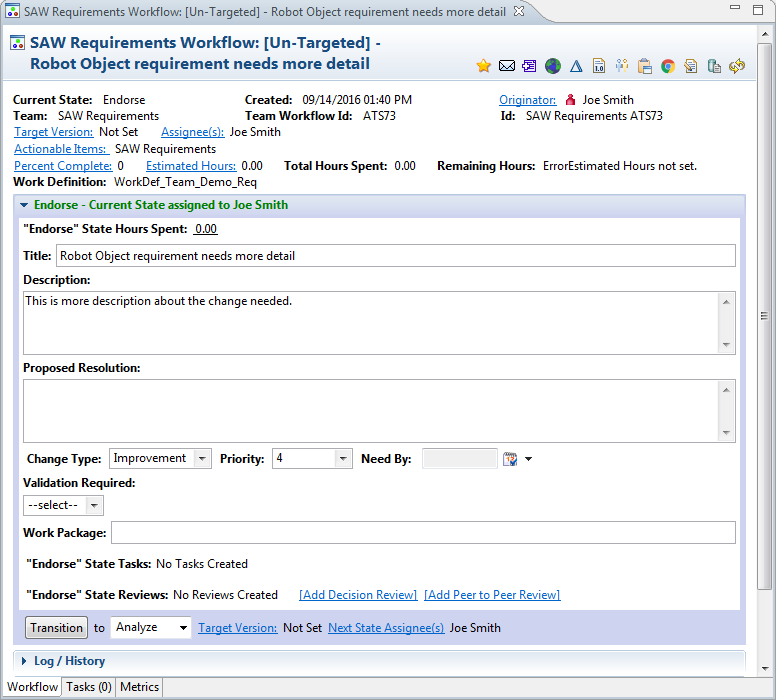 SAW Requirements Workflow: [Un-Targeted] - Robot Object requirement needs more detail
SAW Requirements Workflow: [Un-Targeted] -
Robot Object requirement needs more detail
1.0
Current State: Endorse Created: 09/14/2016 01:40 PM Originator: Joe Smith
Team: SAW Requirements Team Workflow Id: ATS73 Id: SAW Requirements ATS73
Target Version: Not Set Assignee(s): Joe Smith
Actionable Items: SAW Requirements
Percent Complete: 0 Estimated Hours: 0.00 Total Hours Spent: 0.00 Remaining Hours: ErrorEstimated Hours not set.
Work Definition: WorkDef_Team_Demo_Req
Endorse - Current State assigned to Joe Smith
"Endorse" State Hours Spent: 0.00
Title: Robot Object requirement needs more detail
Description:
This is more description about the change needed.
Proposed Resolution:
Change Type: Improvement Priority: 4 Need By:
Validation Required:
--select--
Work Package:
"Endorse" State Tasks: No Tasks Created
"Endorse" State Reviews: No Reviews Created [Add Decision Review] [Add Peer to Peer Review]
Transition to Analyze Target Version: Not Set Next State Assignee(s) Joe Smith
Log / History
Workflow Tasks (0) Metrics